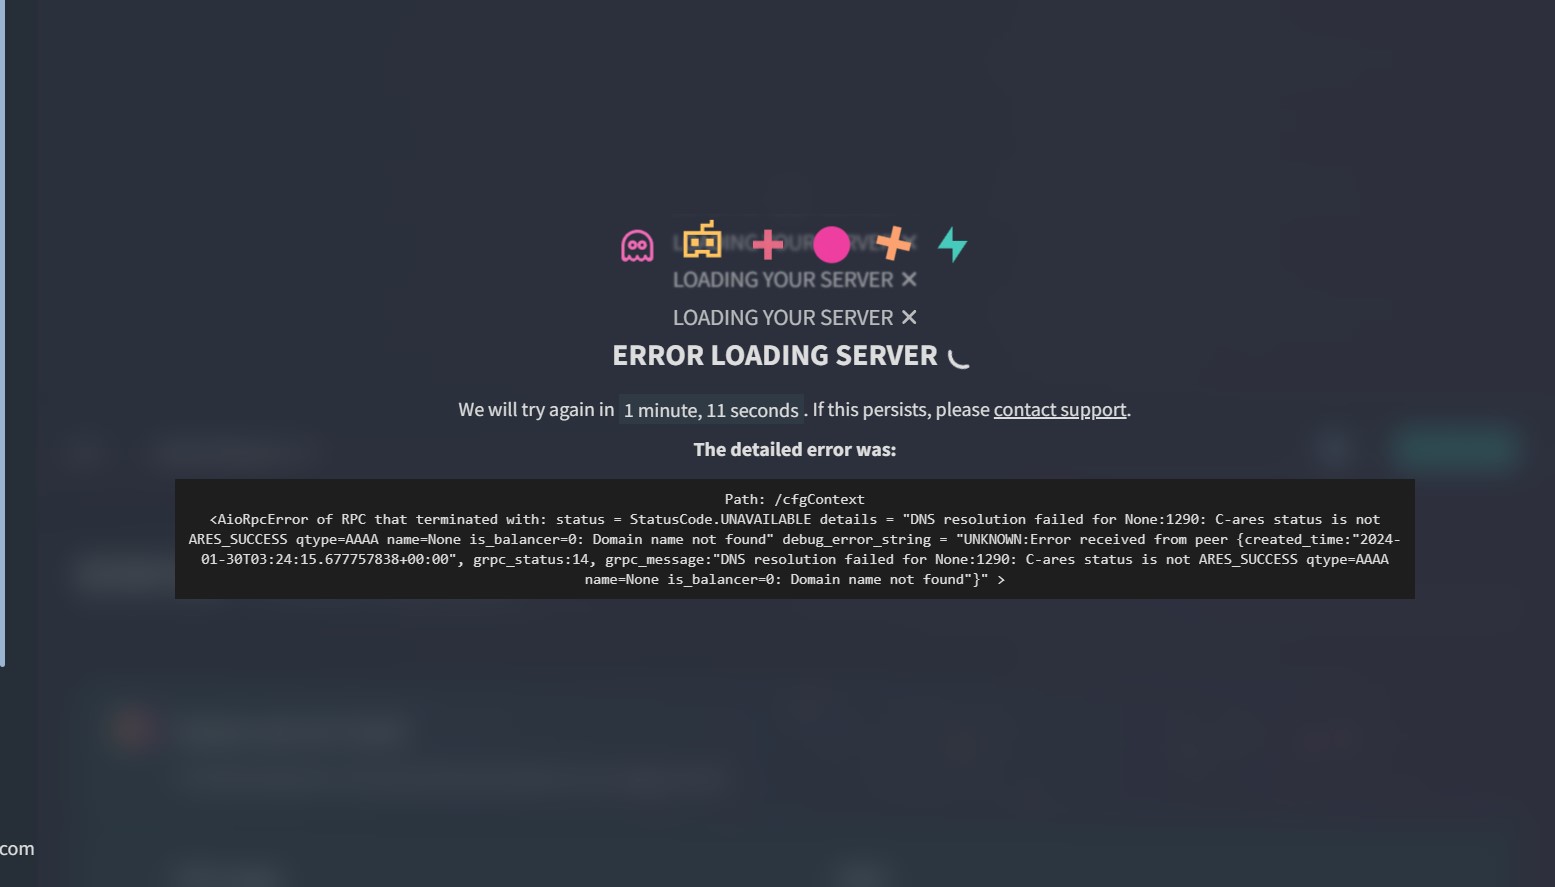 LOADING YOUR SERVER ✕
LOADING YOUR SERVER ✕
ERROR LOADING SERVER
We will try again in 1 minute, 11 seconds . If this persists, please contact support.
The detailed error was:
Path: /cfgContext
<AioRpcError of RPC that terminated with: status = StatusCode.UNAVAILABLE details = "DNS resolution failed for None:1290: C-ares status is not
ARES_SUCCESS qtype=AAAA name=None is_balancer=0: Domain name not found" debug_error_string = "UNKNOWN:Error received from peer {created_time:"2024-
01-30T03:24:15.677757838+00:00", grpc_status:14, grpc_message:"DNS resolution failed for None:1290: C-ares status is not ARES_SUCCESS qtype=AAAA
name=None is_balancer=0: Domain name not found"}" >
com